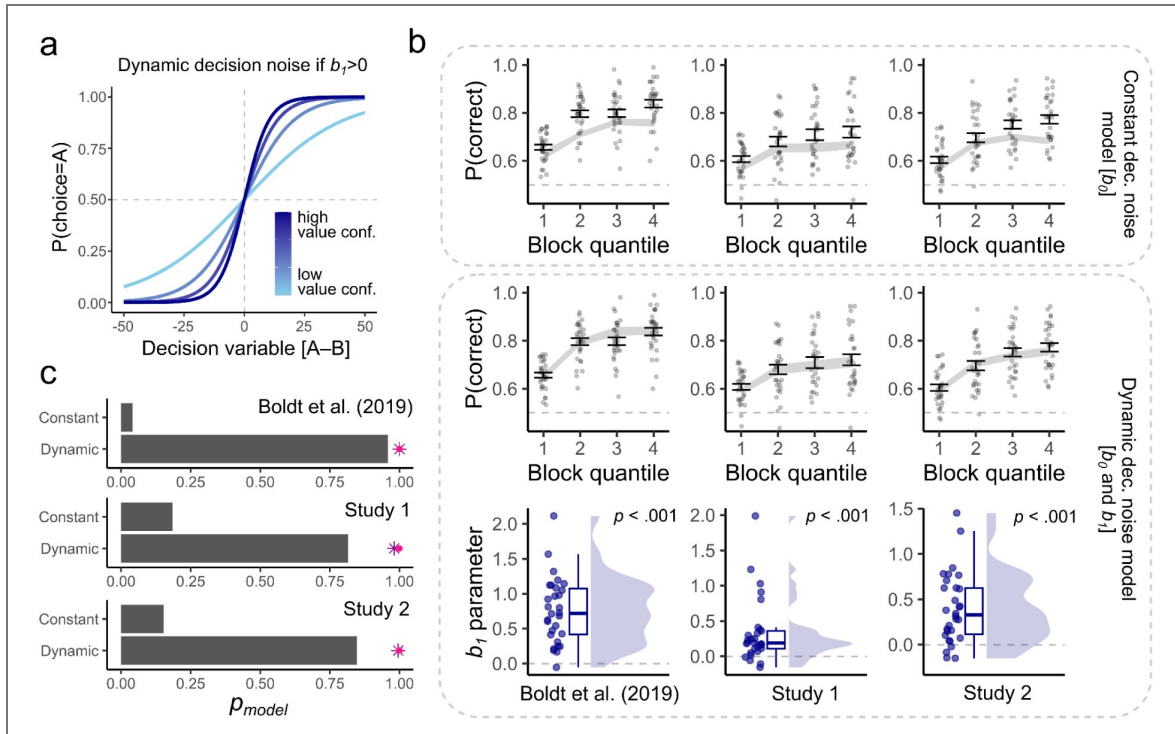 a
Dynamic decision noise if b₁>0
P(choice=A)
1.00
0.75
0.50
0.25
0.00
high
value conf.
low
value conf.
-50 -25 0 25 50
Decision variable [A–B]
b
P(correct)
1.0
0.8
0.6
1 2 3 4
Block quantile
1.0
0.8
0.6
1 2 3 4
Block quantile
1.0
0.8
0.6
1 2 3 4
Block quantile
Constant dec. noise
model [b₀]
P(correct)
1.0
0.8
0.6
1 2 3 4
Block quantile
1.0
0.8
0.6
1 2 3 4
Block quantile
1.0
0.8
0.6
1 2 3 4
Block quantile
b₁ parameter
2.0
1.5
1.0
0.5
0.0
p < .001
Boldt et al. (2019)
2.0
1.5
1.0
0.5
0.0
p < .001
Study 1
1.5
1.0
0.5
0.0
p < .001
Study 2
Dynamic dec. noise model
[b₀ and b₁]
c
Boldt et al. (2019)
Constant
Dynamic
0.00 0.25 0.50 0.75 1.00
Study 1
Constant
Dynamic
0.00 0.25 0.50 0.75 1.00
Study 2
Constant
Dynamic
0.00 0.25 0.50 0.75 1.00
p model